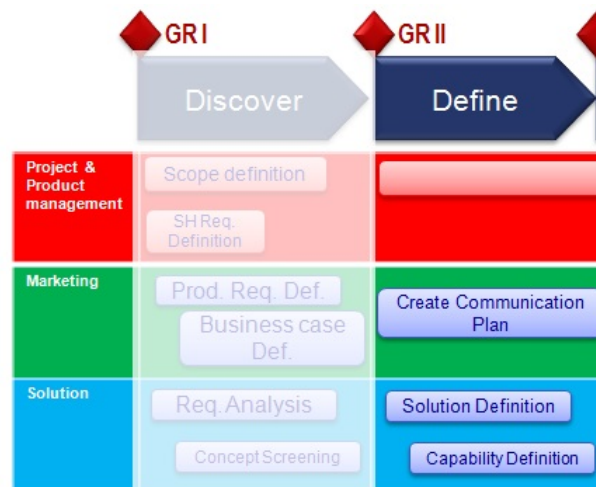 GR I
GR II
Discover
Define
Project &
Product
management
Scope definition
SH Req.
Definition
Marketing
Prod. Req. Def.
Business case
Def.
Create Communication
Plan
Solution
Req. Analysis
Solution Definition
Concept Screening
Capability Definition